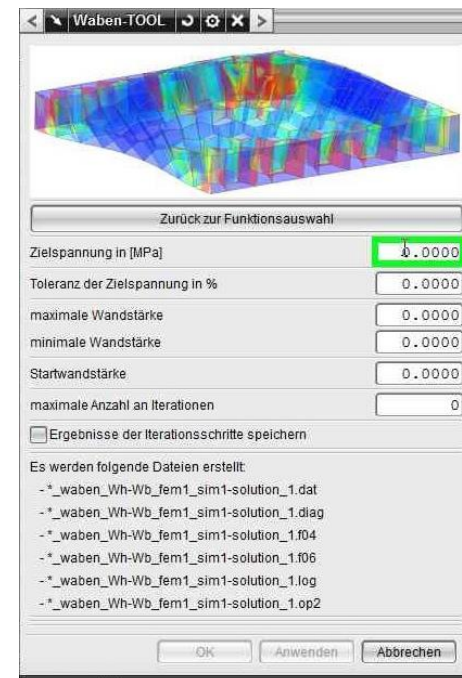 Waben-TOOL
Zurück zur Funktionsauswahl
Zielspannung in [MPa] 0.0000
Toleranz der Zielspannung in % 0.0000
maximale Wandstärke 0.0000
minimale Wandstärke 0.0000
Startwandstärke 0.0000
maximale Anzahl an Iterationen 0
Ergebnisse der Iterationsschritte speichern
Es werden folgende Dateien erstellt:
- *_waben_Wh-Wb_fem1_sim1-solution_1.dat
- *_waben_Wh-Wb_fem1_sim1-solution_1.diag
- *_waben_Wh-Wb_fem1_sim1-solution_1.f04
- *_waben_Wh-Wb_fem1_sim1-solution_1.f06
- *_waben_Wh-Wb_fem1_sim1-solution_1.log
- *_waben_Wh-Wb_fem1_sim1-solution_1.op2
OK Anwenden Abbrechen